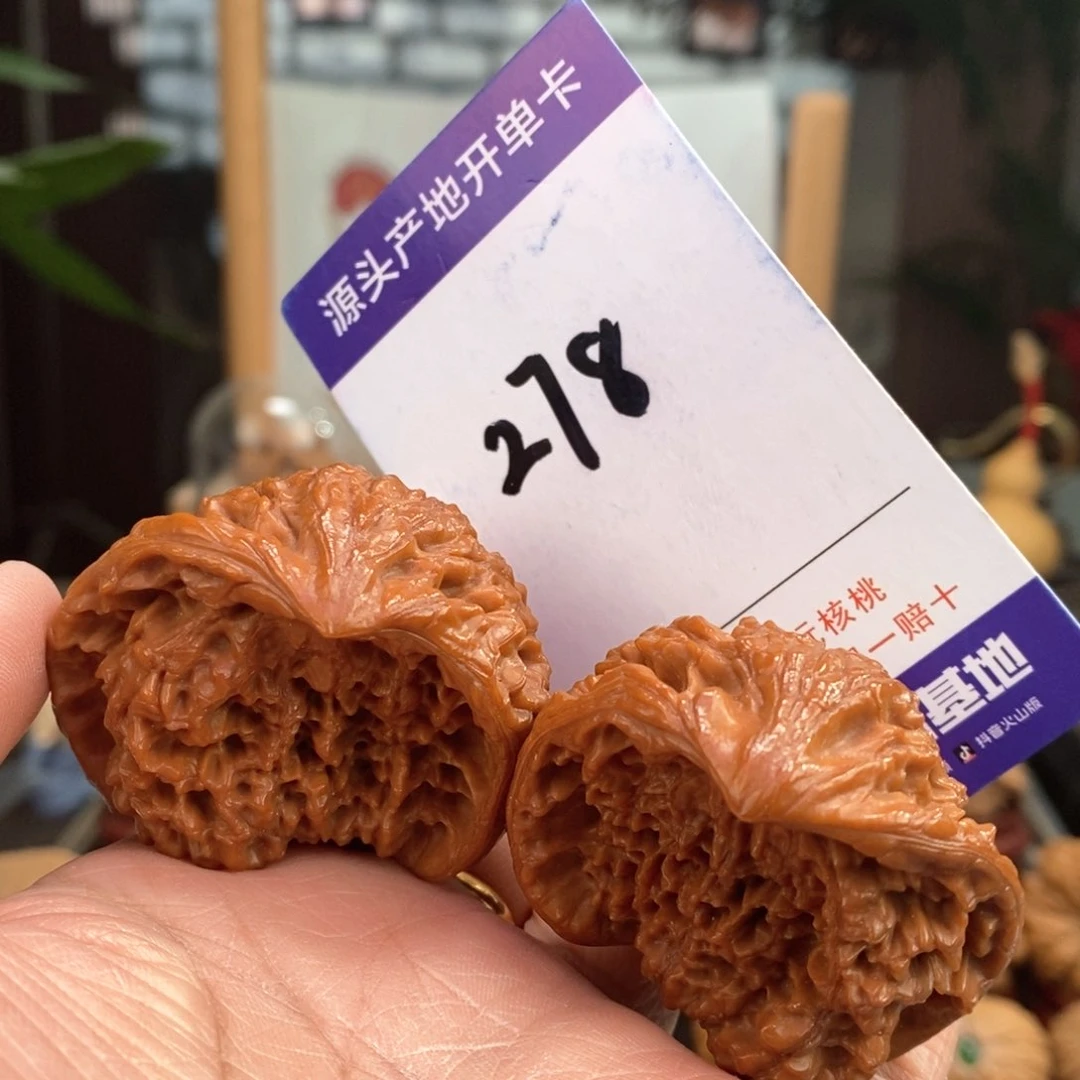 源头产地开单卡
278
玩核桃
一赔十
基地
抖音火山版